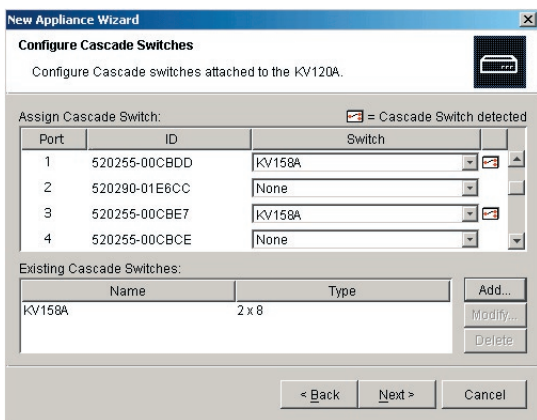 New Appliance Wizard
Configure Cascade Switches
Configure Cascade switches attached to the KV120A.
Assign Cascade Switch:
= Cascade Switch detected
Port ID Switch
1 520255-00CBDD KV158A
2 520290-01E6CC None
3 520255-00CBE7 KV158A
4 520255-00CBCE None
Existing Cascade Switches:
Name Type
KV158A 2 x 8
Add...
Modify...
Delete
< Back Next > Cancel